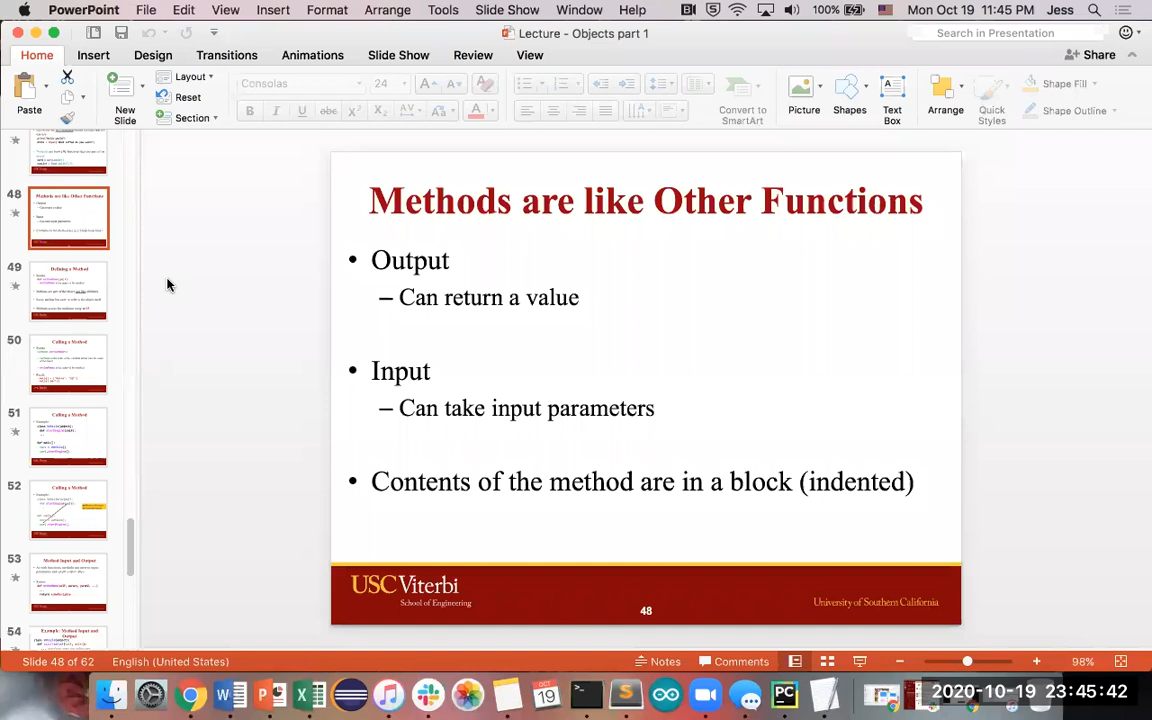 PowerPoint File Edit View Insert Format Arrange Tools Slide Show Window Help 100% Mon Oct 19 11:45 PM Jess
Lecture - Objects part 1
Search in Presentation
Home Insert Design Transitions Animations Slide Show Review View Share
Consolas 24
Layout
Reset
Section
Paste New Slide Convert to SmartArt Picture Shapes Text Box Arrange Quick Styles
Shape Fill
Shape Outline
48
Methods are like Other Functions
49
Defining a Method
50
Calling a Method
51
Calling a Method
52
Calling a Method
53
Method Input and Output
54
Example: Method Input and Output
Methods are like Other Functions
• Output
– Can return a value
• Input
– Can take input parameters
• Contents of the method are in a block (indented)
USC Viterbi
School of Engineering
48
University of Southern California
Slide 48 of 62 English (United States) Notes Comments 98%
OCT
19
2020-10-19 23:45:42